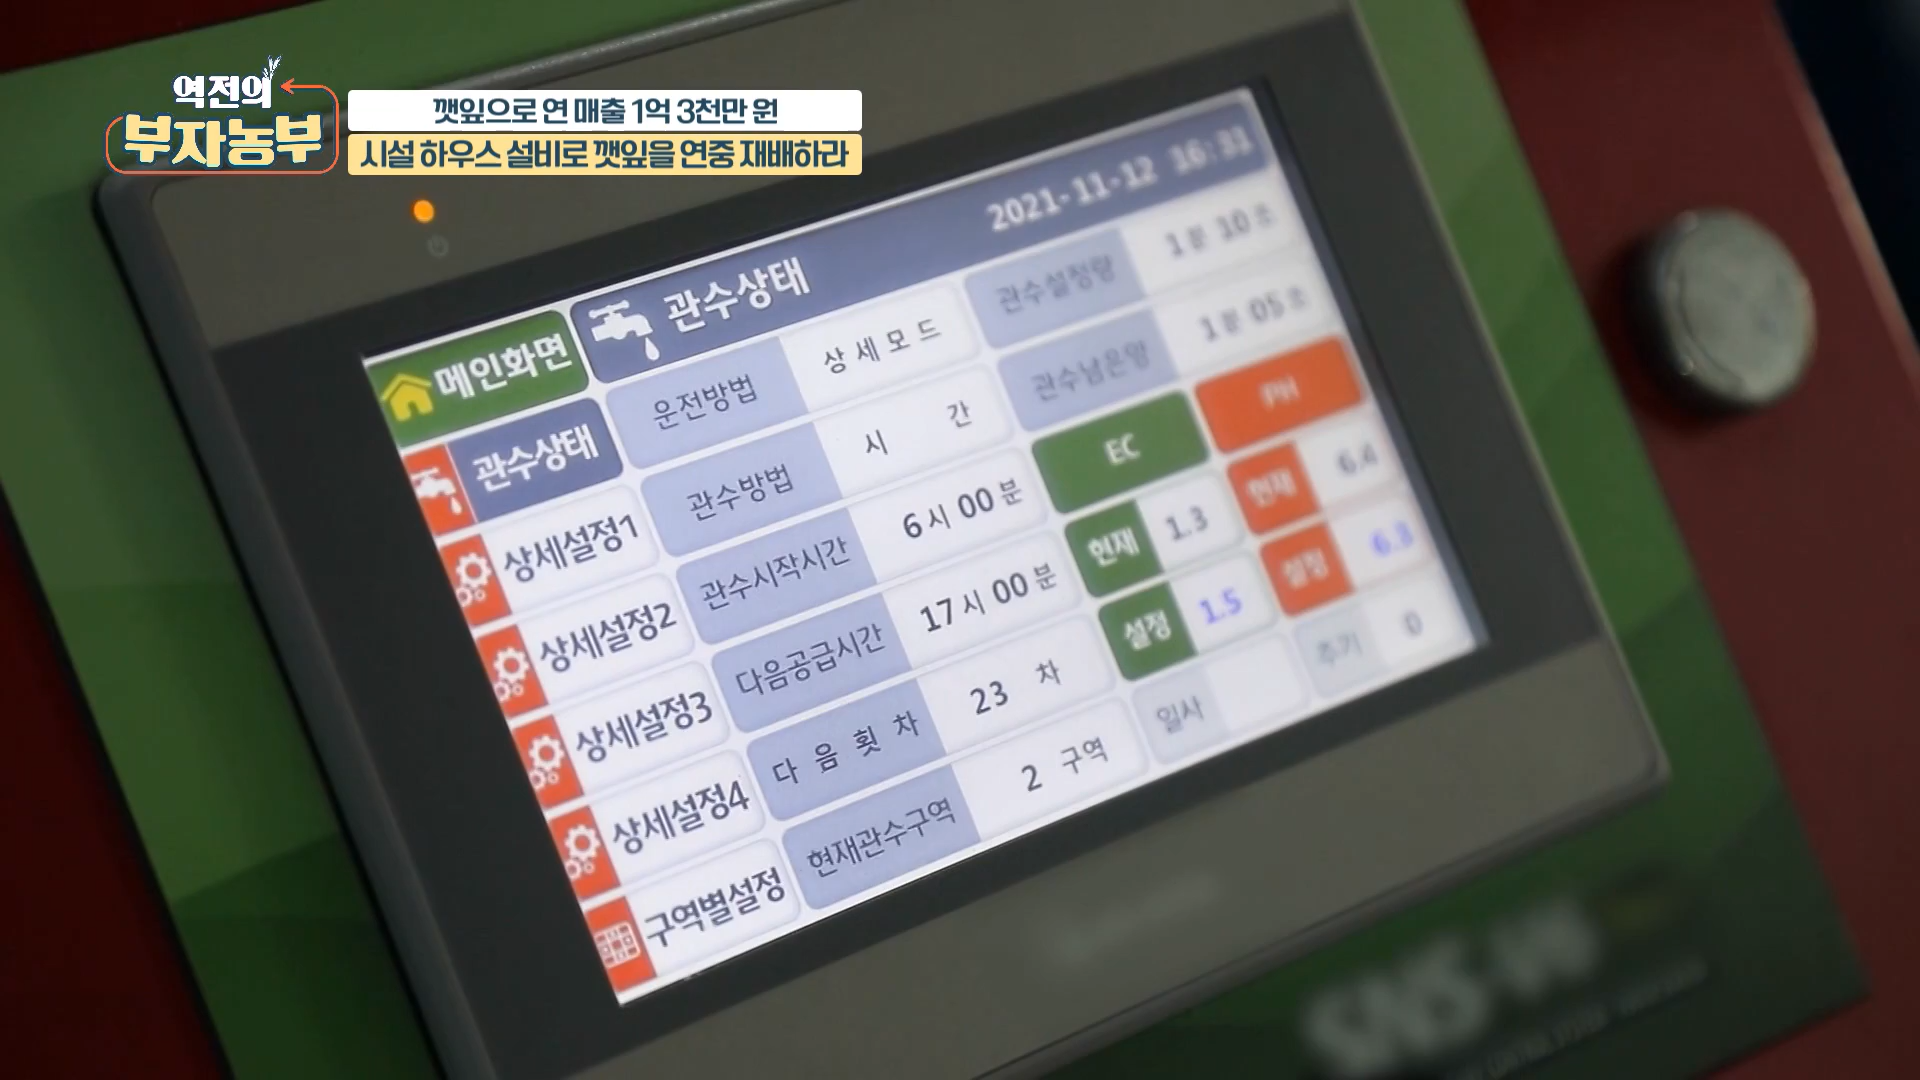 역전의
부자농부
깻잎으로 연 매출 1억 3천만 원
시설 하우스 설비로 깻잎을 연중 재배하라
2021-11-12 16:31
메인화면
관수상태
관수상태
상세설정1
상세설정2
상세설정3
상세설정4
구역별설정
운전방법 상세모드
관수방법 시 간
관수시작시간 6시 00분
다음공급시간 17시 00분
다음횟차 23 차
현재관수구역 2 구역
관수설정량 1분 10초
관수남은양 1분 05초
EC
현재 1.3
설정 1.5
PH
현재 6.4
설정 6.3
일사
주기 0